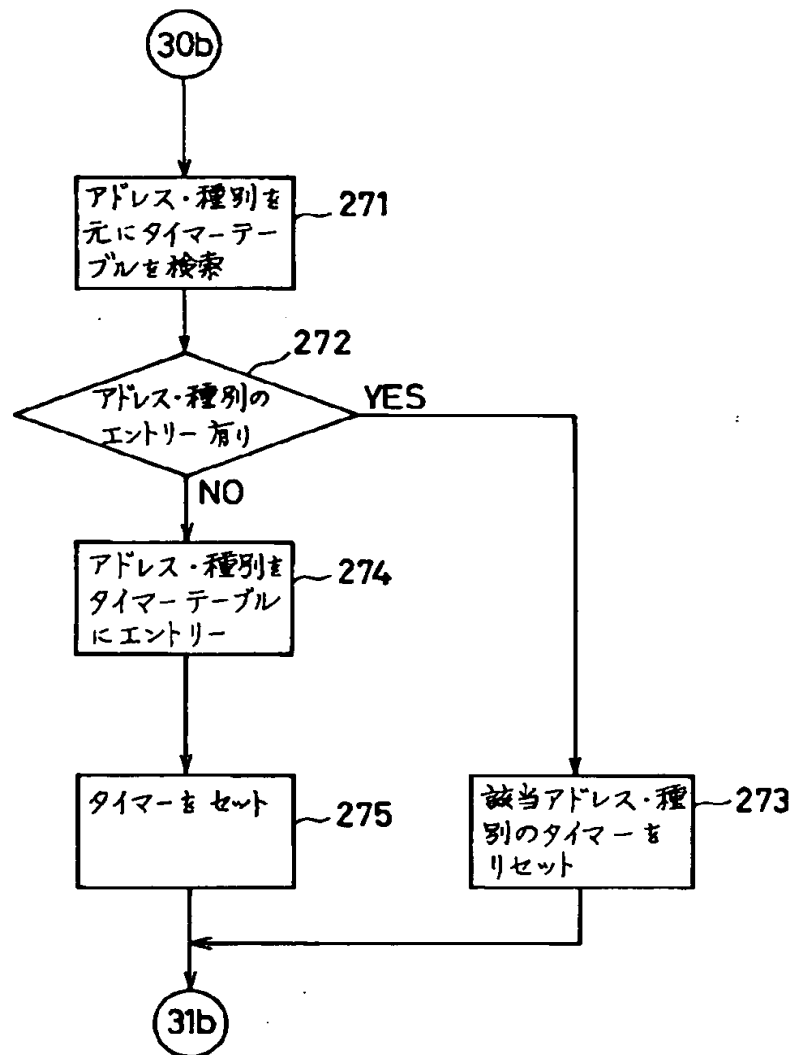 30b
アドレス・種別を
元にタイマーテー
ブルを検索
271
272
アドレス・種別の
エントリー有り
YES
NO
アドレス・種別を
タイマーテーブル
にエントリー
274
タイマーをセット
275
該当アドレス・種
別のタイマーを
リセット
273
31b